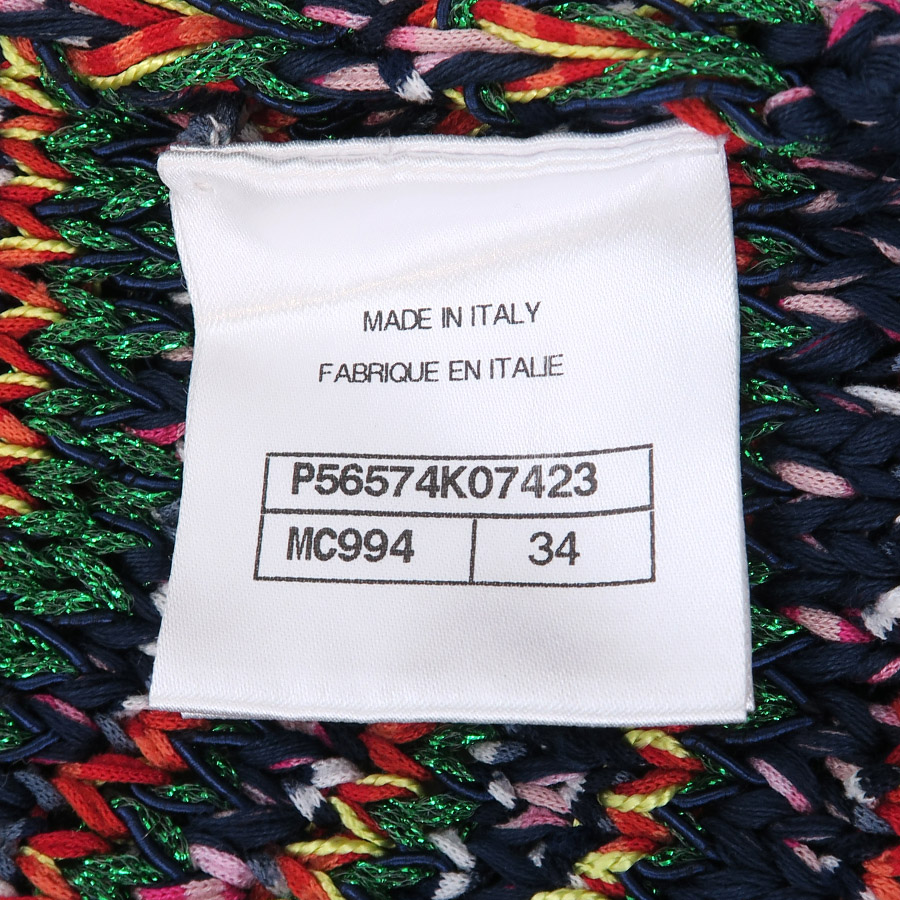 MADE IN ITALY
FABRIQUE EN ITALIE
P56574K07423
MC994 34